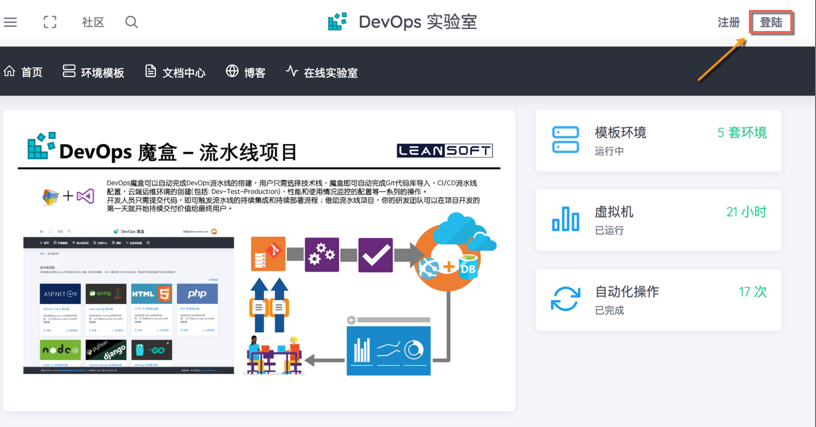 社区
DevOps 实验室
注册
登陆
首页
环境模板
文档中心
博客
在线实验室
DevOps 魔盒 – 流水线项目
LEANSOFT
DevOps魔盒可以自动完成DevOps流水线的搭建，用户只需选择技术栈，魔盒即可自动完成Git代码库导入，CI/CD流水线
配置，云端运维环境的创建(包括: Dev-Test-Production)，性能和使用情况监控的配置等一系列的操作。
开发人员只需提交代码，即可触发流水线的持续集成和持续部署流程；借助流水线项目，你的研发团队可以在项目开发的
第一天就开始持续交付价值给最终用户。
DevOps 魔盒
ASP.NET
spring
HTML 5
php
node
python
django
GO
DB
模板环境
5 套环境
运行中
虚拟机
21 小时
已运行
自动化操作
17 次
已完成